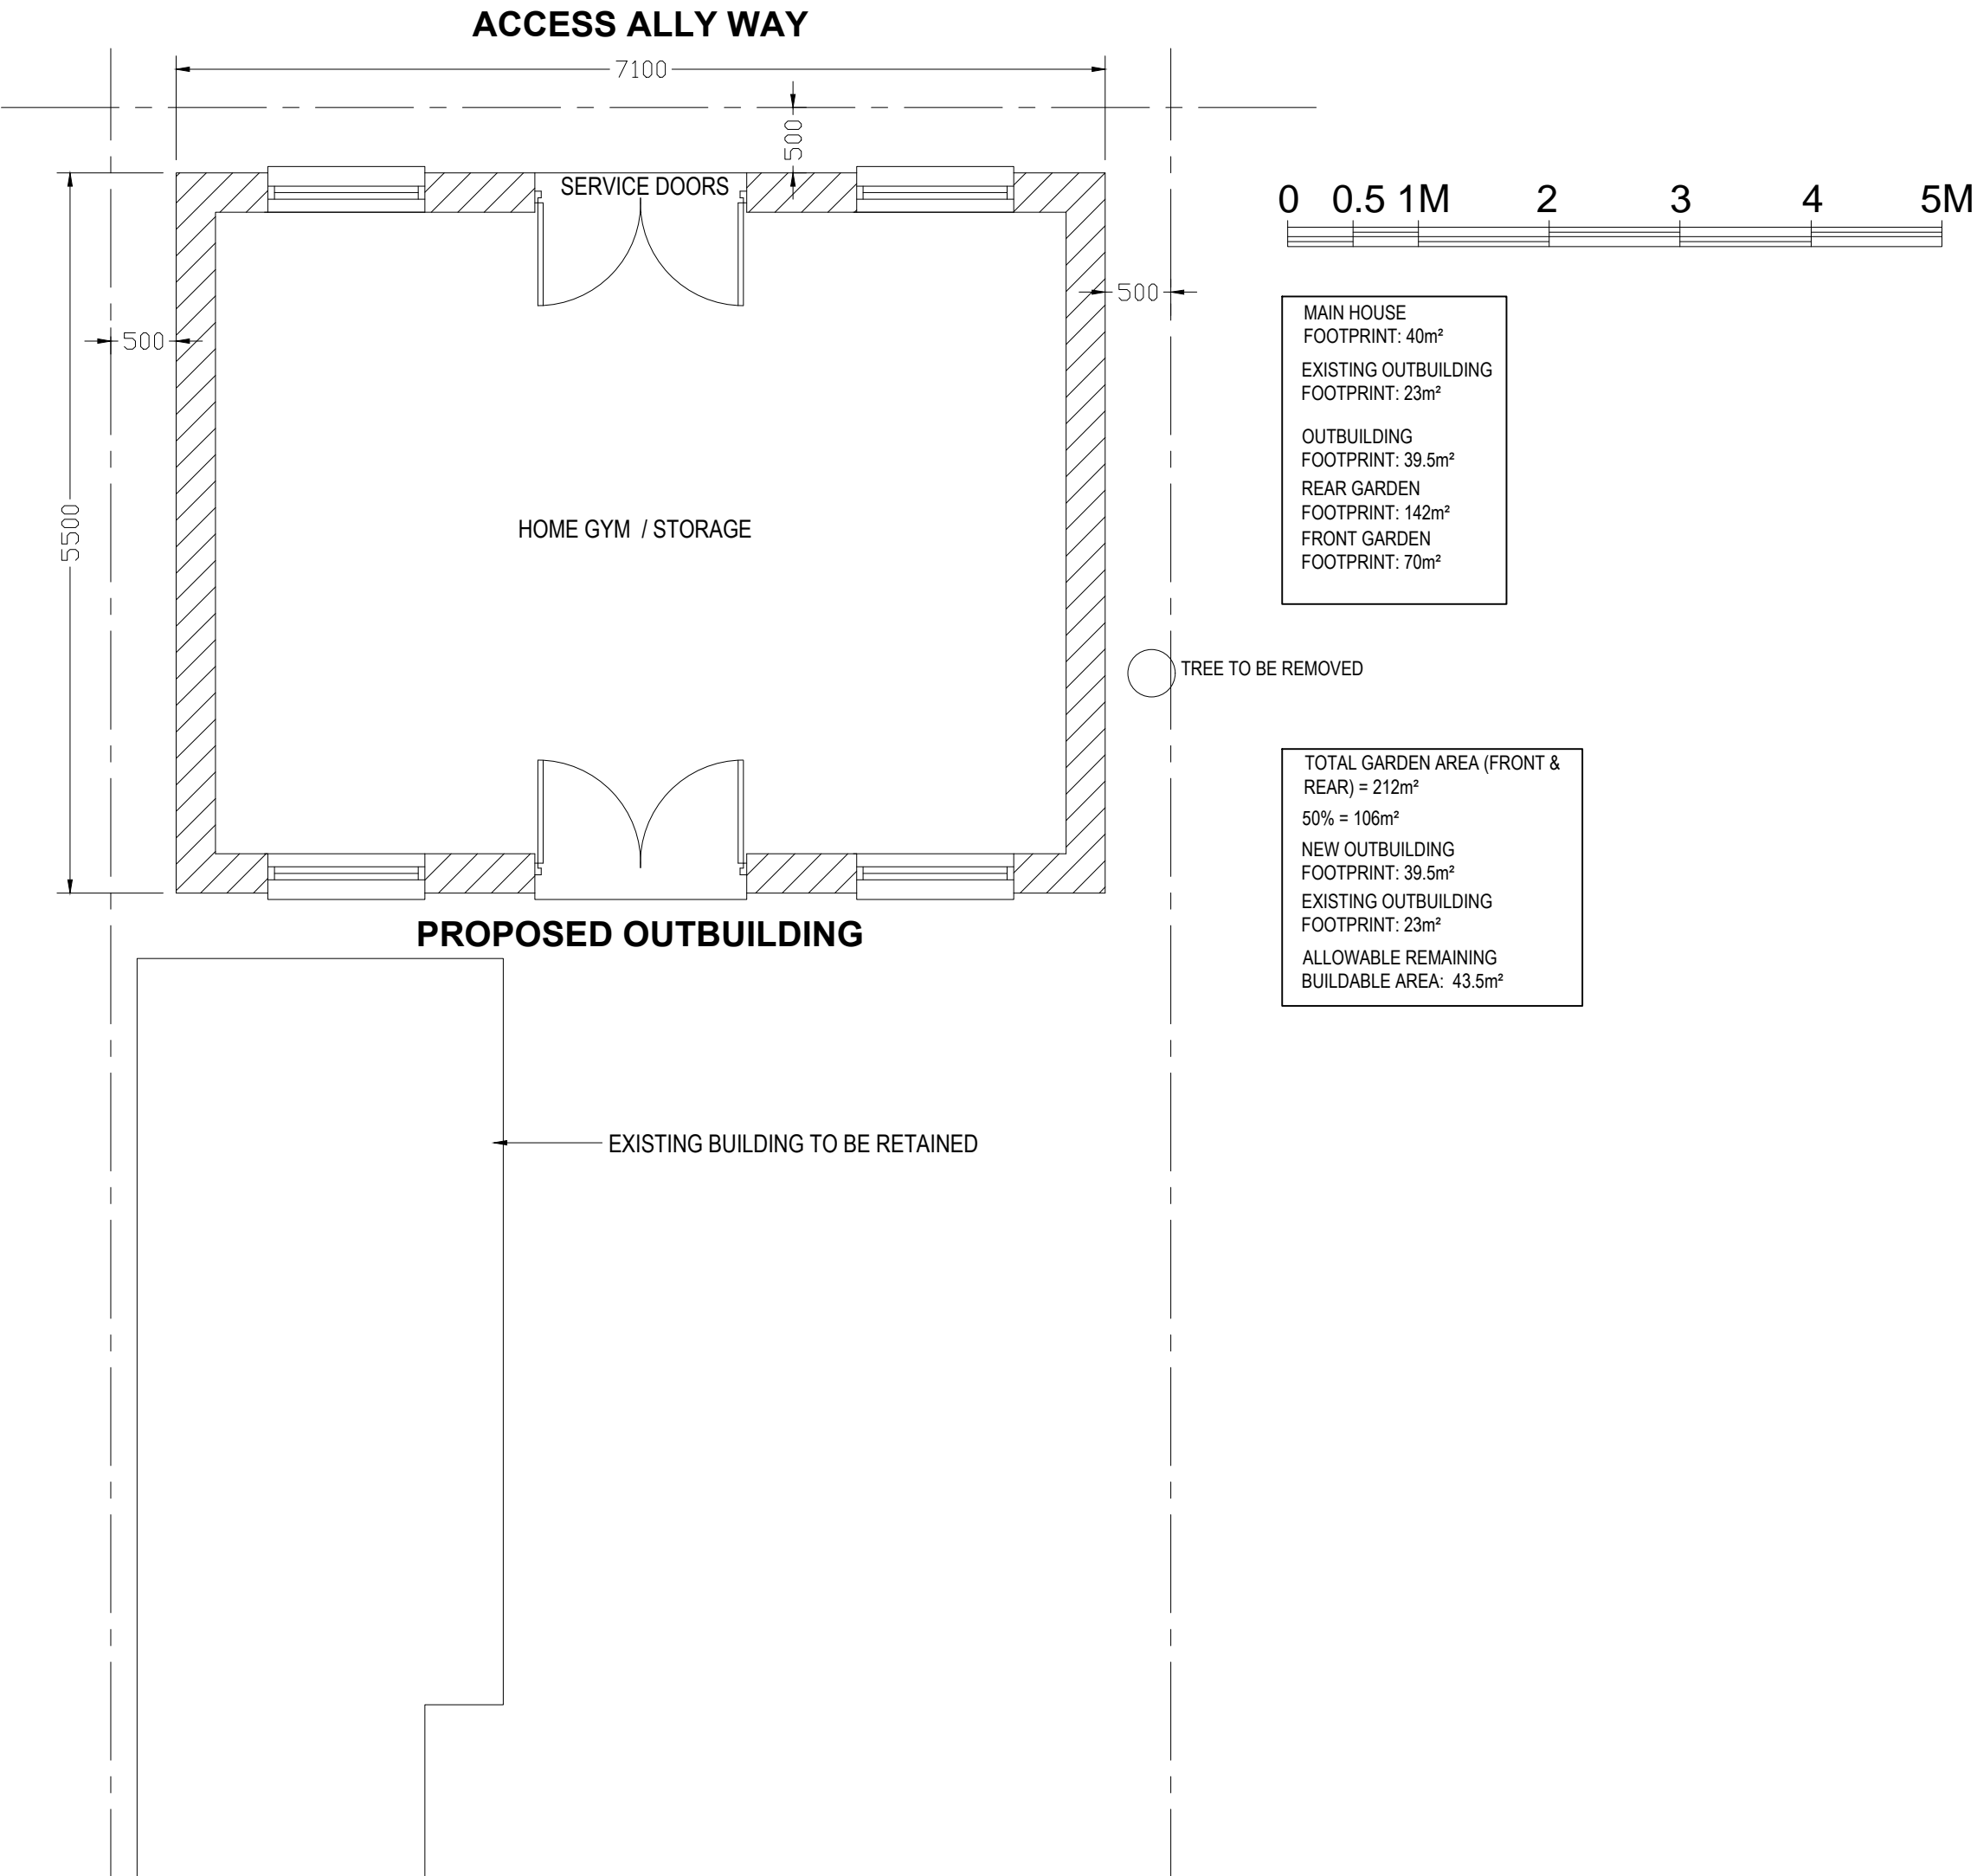 ACCESS ALLY WAY
7100
500
SERVICE DOORS
0 0.5 1M 2 3 4 5M
500
500
MAIN HOUSE
FOOTPRINT: 40m²
EXISTING OUTBUILDING
FOOTPRINT: 23m²
OUTBUILDING
FOOTPRINT: 39.5m²
REAR GARDEN
FOOTPRINT: 142m²
FRONT GARDEN
FOOTPRINT: 70m²
5500
HOME GYM / STORAGE
TREE TO BE REMOVED
TOTAL GARDEN AREA (FRONT &
REAR) = 212m²
50% = 106m²
NEW OUTBUILDING
FOOTPRINT: 39.5m²
EXISTING OUTBUILDING
FOOTPRINT: 23m²
ALLOWABLE REMAINING
BUILDABLE AREA: 43.5m²
PROPOSED OUTBUILDING
EXISTING BUILDING TO BE RETAINED